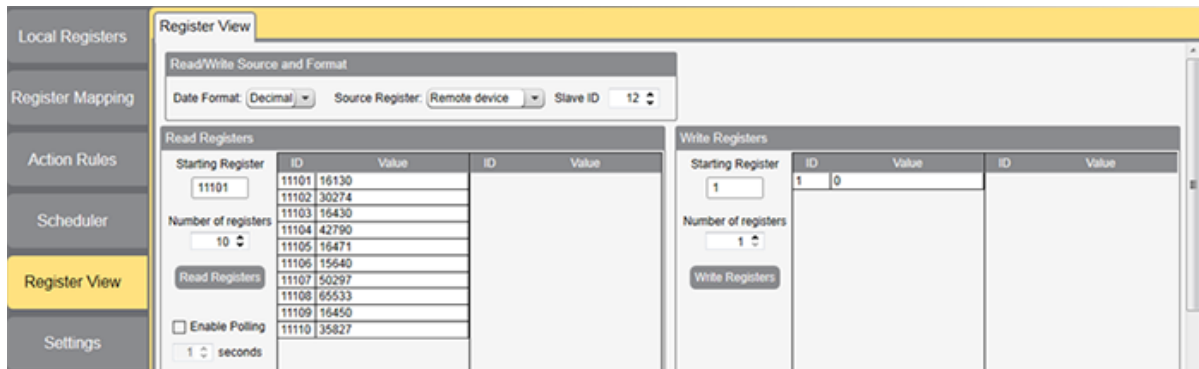 Local Registers
Register Mapping
Action Rules
Scheduler
Register View
Settings
Register View
Read/Write Source and Format
Date Format: Decimal Source Register: Remote device Slave ID 12
Read Registers
Starting Register
11101
Number of registers
10
Read Registers
Enable Polling
1 seconds
ID Value ID Value
11101 16130
11102 30274
11103 16430
11104 42790
11105 16471
11106 15640
11107 50297
11108 65533
11109 16450
11110 35827
Write Registers
Starting Register
1
Number of registers
1
Write Registers
ID Value ID Value
1 0